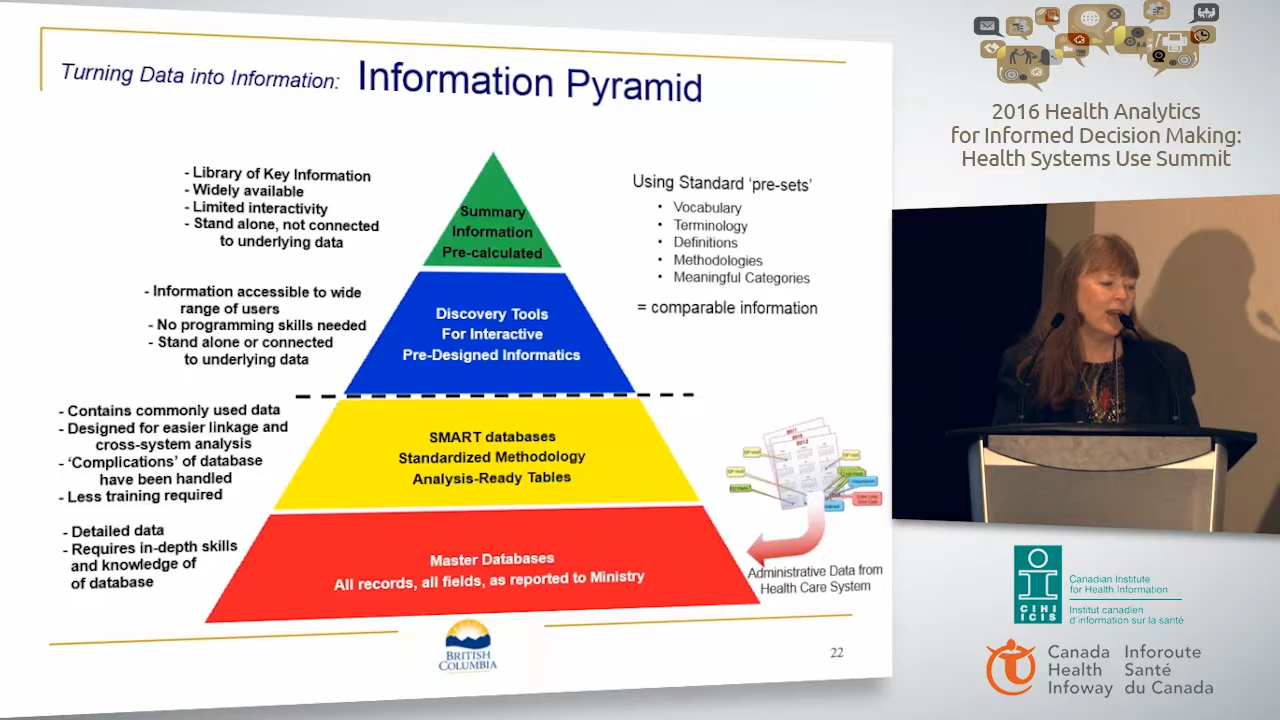 Turning Data into Information: Information Pyramid
- Library of Key Information
- Widely available
- Limited interactivity
- Stand alone, not connected
to underlying data
Summary
Information
Pre-calculated
Using Standard ‘pre-sets’
• Vocabulary
• Terminology
• Definitions
• Methodologies
• Meaningful Categories
= comparable information
- Information accessible to wide
range of users
- No programming skills needed
- Stand alone or connected
to underlying data
Discovery Tools
For Interactive
Pre-Designed Informatics
- Contains commonly used data
- Designed for easier linkage and
cross-system analysis
- ‘Complications’ of database
have been handled
- Less training required
SMART databases
Standardized Methodology
Analysis-Ready Tables
- Detailed data
- Requires in-depth skills
and knowledge of
of database
Master Databases
All records, all fields, as reported to Ministry
Administrative Data from
Health Care System
BRITISH
COLUMBIA
22
2016 Health Analytics
for Informed Decision Making:
Health Systems Use Summit
CIHI
ICIS
Canadian Institute
for Health Information
Institut canadien
d’information sur la santé
Canada
Health
Infoway
Inforoute
Santé
du Canada